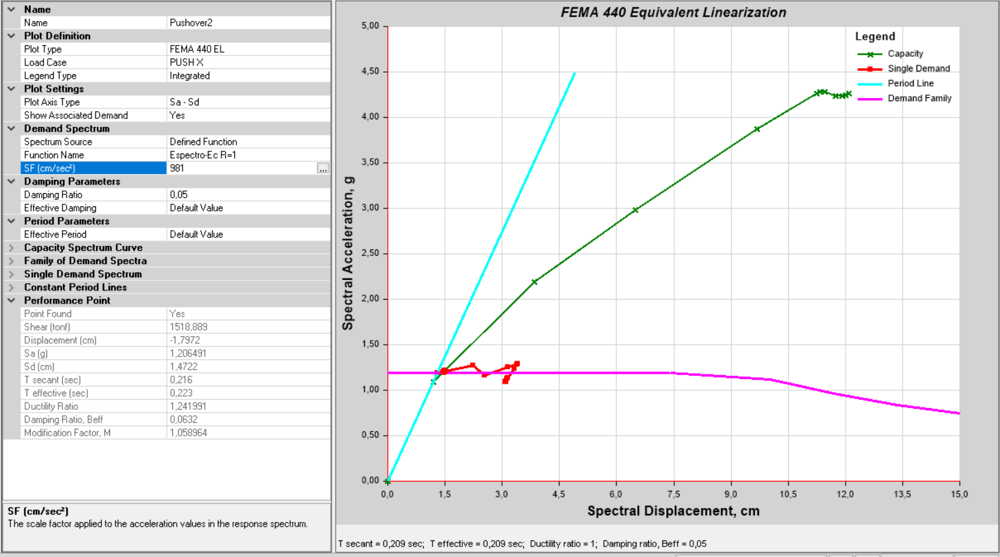 Name
Name Pushover2
Plot Definition
Plot Type FEMA 440 EL
Load Case PUSH X
Legend Type Integrated
Plot Settings
Plot Axis Type Sa - Sd
Show Associated Demand Yes
Demand Spectrum
Spectrum Source Defined Function
Function Name Espectro-Ec R=1
SF (cm/sec²) 981 ...
Damping Parameters
Damping Ratio 0,05
Effective Damping Default Value
Period Parameters
Effective Period Default Value
Capacity Spectrum Curve
Family of Demand Spectra
Single Demand Spectrum
Constant Period Lines
Performance Point
Point Found Yes
Shear (tonf) 1518,889
Displacement (cm) -1,7972
Sa (g) 1,206491
Sd (cm) 1,4722
T secant (sec) 0,216
T effective (sec) 0,223
Ductility Ratio 1,241991
Damping Ratio, Beff 0,0632
Modification Factor, M 1,058964
SF (cm/sec²)
The scale factor applied to the acceleration values in the response spectrum.
FEMA 440 Equivalent Linearization
Legend
Capacity
Single Demand
Period Line
Demand Family
5,00
4,50
4,00
3,50
3,00
2,50
2,00
1,50
1,00
0,50
0,00
Spectral Acceleration, g
0,0 1,5 3,0 4,5 6,0 7,5 9,0 10,5 12,0 13,5 15,0
Spectral Displacement, cm
T secant = 0,209 sec; T effective = 0,209 sec; Ductility ratio = 1; Damping ratio, Beff = 0,05